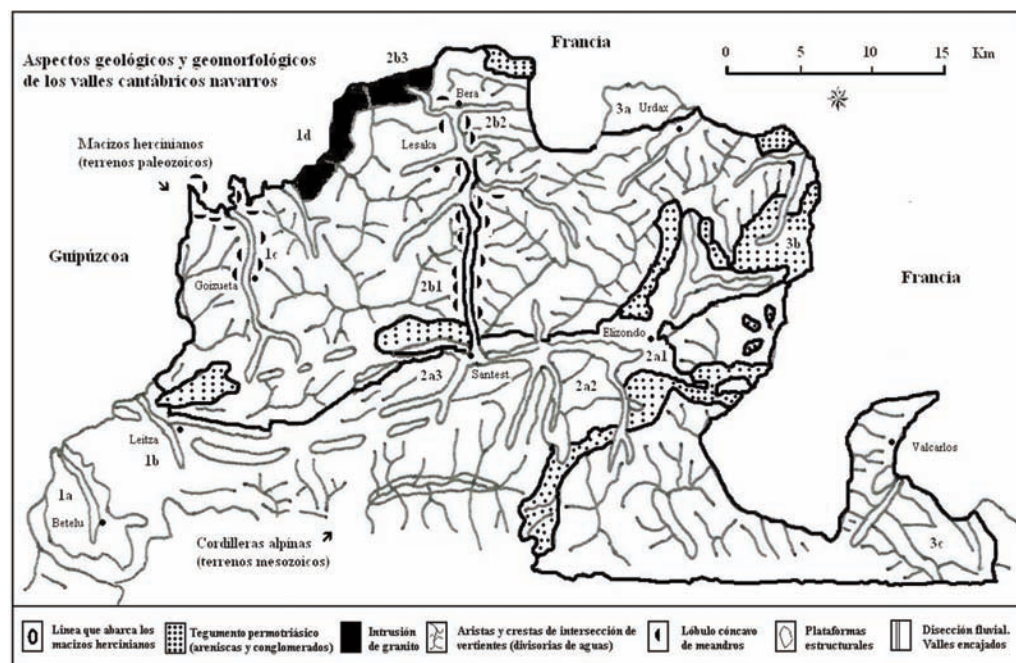 Aspectos geológicos y geomorfológicos
de los valles cantábricos navarros
Francia
0 5 10 15 Km
2b3
Bera
3a Urdax
2b2
1d
Lesaka
Macizos hercinianos
(terrenos paleozoicos)
3b
Guipúzcoa
1c
Francia
Goizueta
2b1
Elizondo
2a1
Santest.
2a3
2a2
Leitza
1b
Valcarlos
1a
Betelu
3c
Cordilleras alpinas
(terrenos mesozoicos)
Línea que abarca los
macizos hercinianos
Tegumento permotriásico
(areniscas y conglomerados)
Intrusión
de granito
Aristas y crestas de intersección de
vertientes (divisorias de aguas)
Lóbulo cóncavo
de meandros
Plataformas
estructurales
Disección fluvial.
Valles encajados